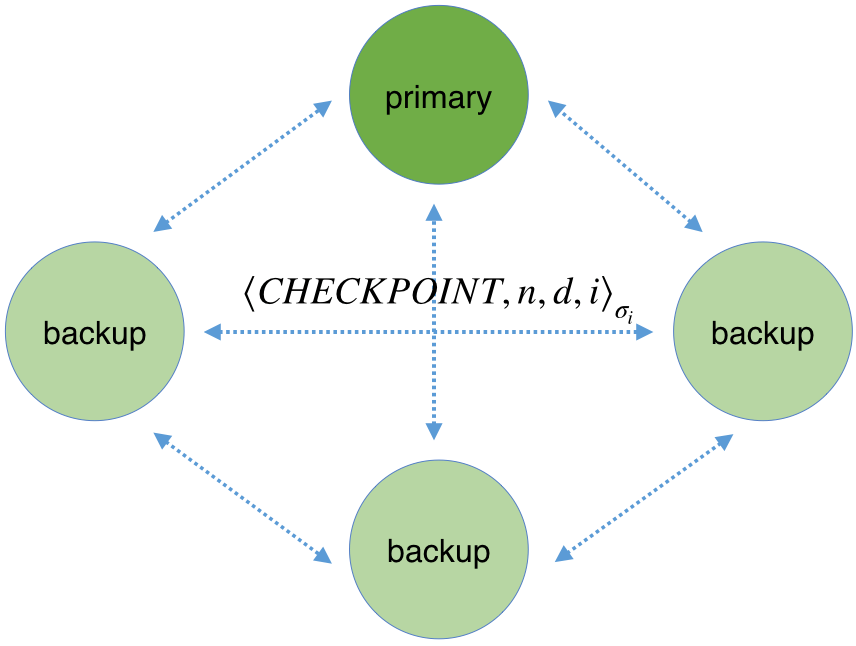 primary
⟨CHECKPOINT, n, d, i⟩σᵢ
backup
backup
backup